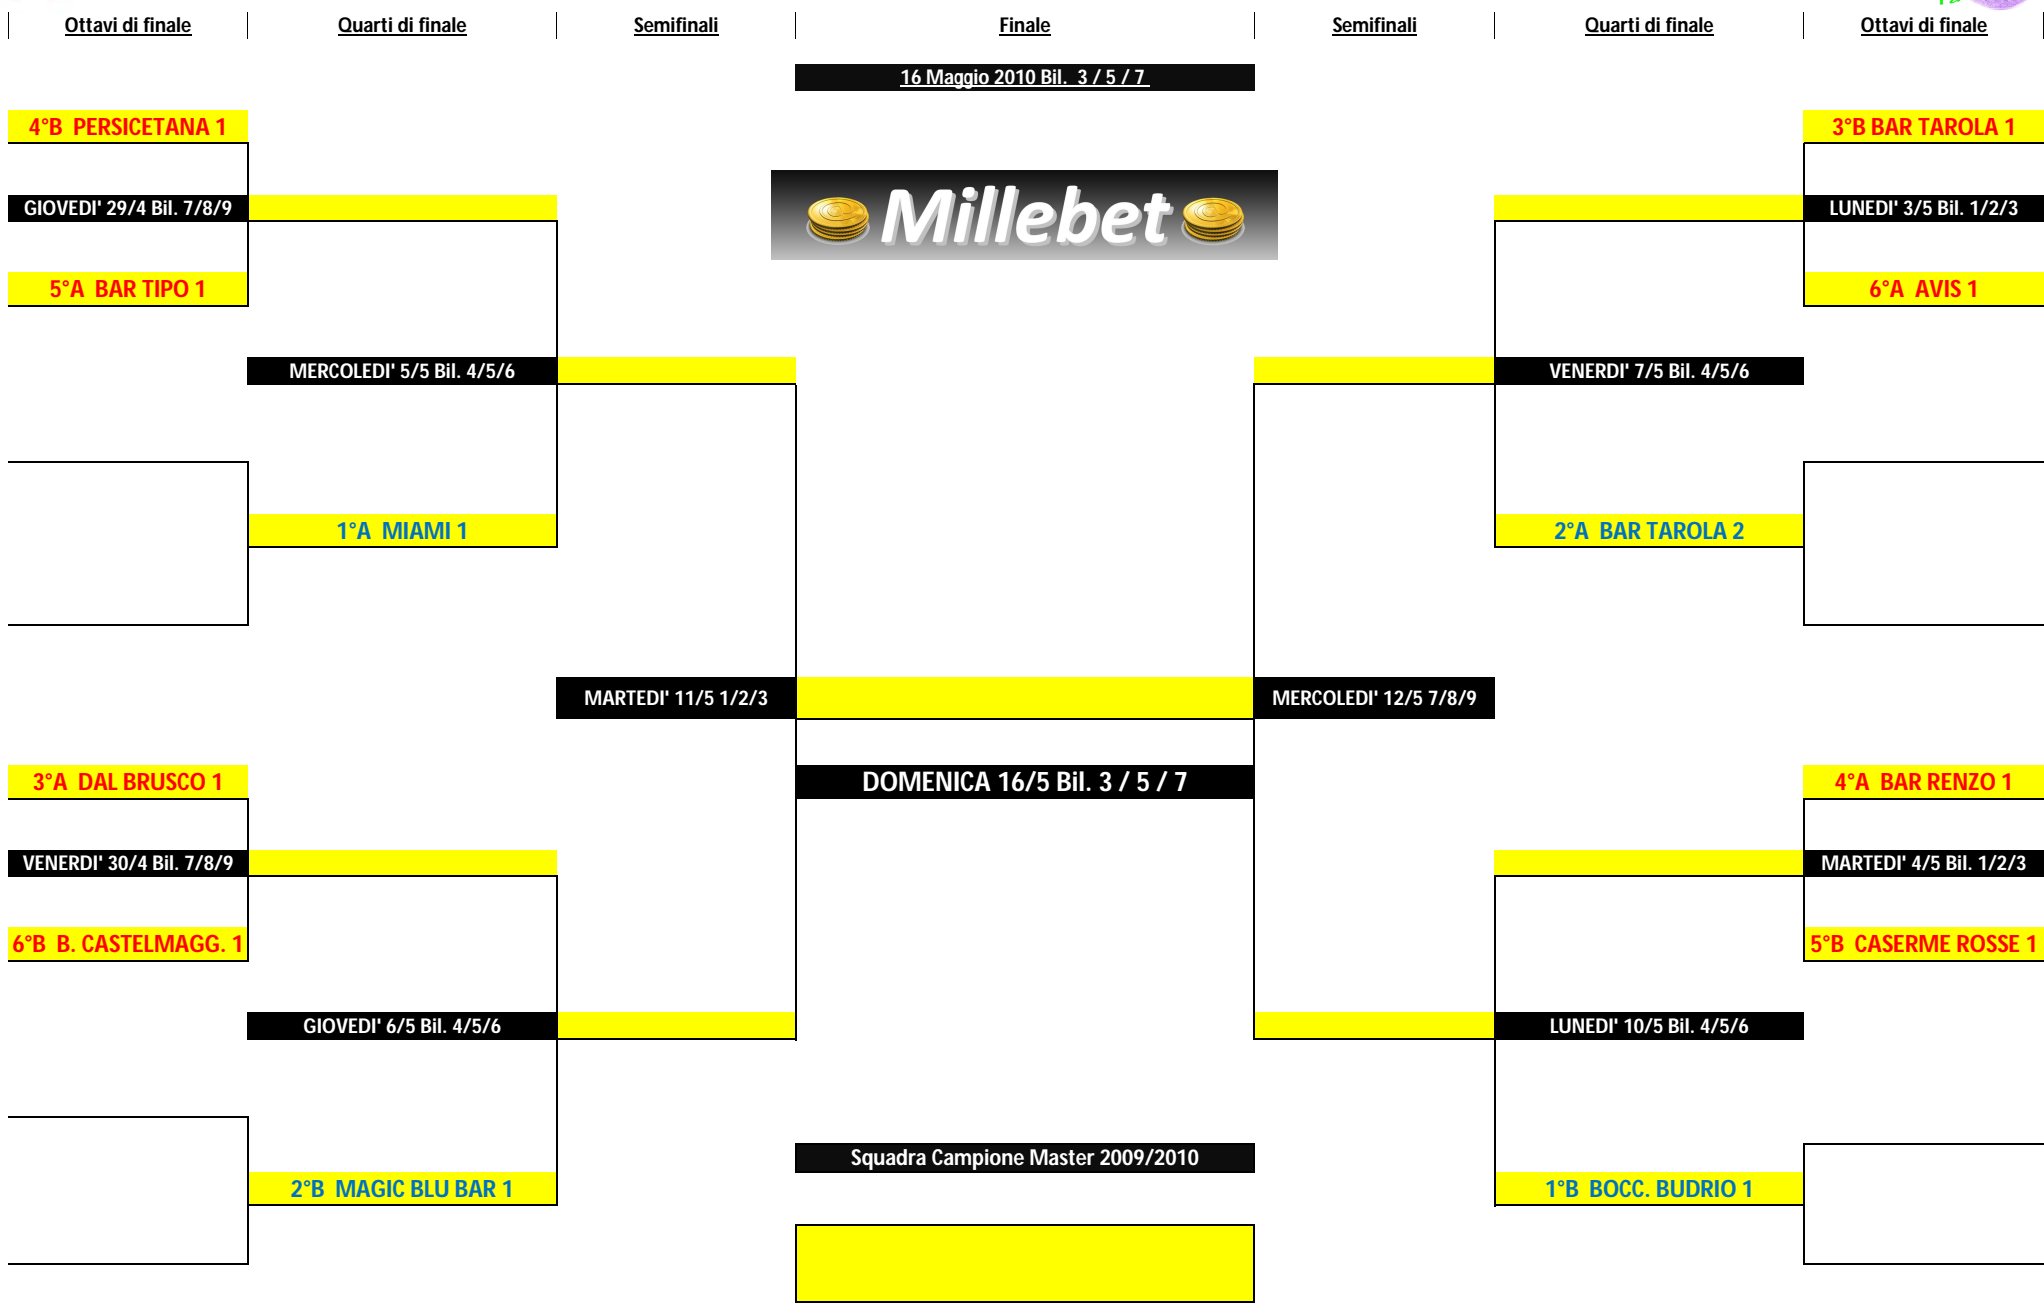 Ottavi di finale Quarti di finale Semifinali Finale Semifinali Quarti di finale Ottavi di finale
16 Maggio 2010 Bil. 3 / 5 / 7
4°B PERSICETANA 1 3°B BAR TAROLA 1
GIOVEDI' 29/4 Bil. 7/8/9 Millebet LUNEDI' 3/5 Bil. 1/2/3
5°A BAR TIPO 1 6°A AVIS 1
MERCOLEDI' 5/5 Bil. 4/5/6 VENERDI' 7/5 Bil. 4/5/6
1°A MIAMI 1 2°A BAR TAROLA 2
MARTEDI' 11/5 1/2/3 MERCOLEDI' 12/5 7/8/9
3°A DAL BRUSCO 1 DOMENICA 16/5 Bil. 3 / 5 / 7 4°A BAR RENZO 1
VENERDI' 30/4 Bil. 7/8/9 MARTEDI' 4/5 Bil. 1/2/3
6°B B. CASTELMAGG. 1 5°B CASERME ROSSE 1
GIOVEDI' 6/5 Bil. 4/5/6 LUNEDI' 10/5 Bil. 4/5/6
Squadra Campione Master 2009/2010
2°B MAGIC BLU BAR 1 1°B BOCC. BUDRIO 1